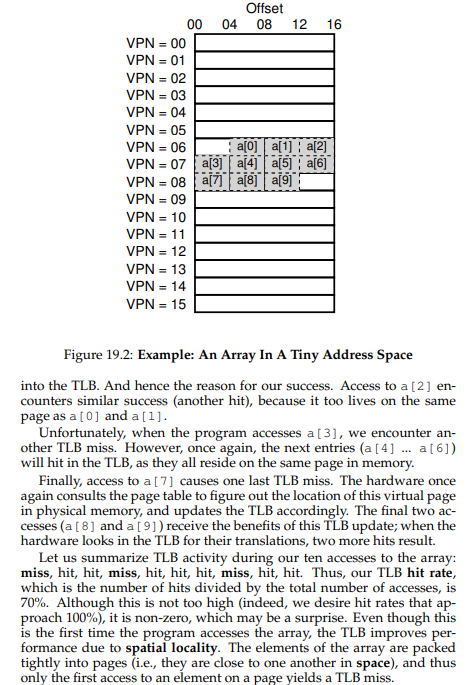 Offset
00 04 08 12 16
VPN = 00
VPN = 01
VPN = 02
VPN = 03
VPN = 04
VPN = 05
VPN = 06 a[0] a[1] a[2]
VPN = 07 a[3] a[4] a[5] a[6]
VPN = 08 a[7] a[8] a[9]
VPN = 09
VPN = 10
VPN = 11
VPN = 12
VPN = 13
VPN = 14
VPN = 15
Figure 19.2: Example: An Array In A Tiny Address Space
into the TLB. And hence the reason for our success. Access to a[2] en-
counters similar success (another hit), because it too lives on the same
page as a[0] and a[1].
Unfortunately, when the program accesses a[3], we encounter an-
other TLB miss. However, once again, the next entries (a[4] ... a[6])
will hit in the TLB, as they all reside on the same page in memory.
Finally, access to a[7] causes one last TLB miss. The hardware once
again consults the page table to figure out the location of this virtual page
in physical memory, and updates the TLB accordingly. The final two ac-
cesses (a[8] and a[9]) receive the benefits of this TLB update; when the
hardware looks in the TLB for their translations, two more hits result.
Let us summarize TLB activity during our ten accesses to the array:
miss, hit, hit, miss, hit, hit, hit, miss, hit, hit. Thus, our TLB hit rate,
which is the number of hits divided by the total number of accesses, is
70%. Although this is not too high (indeed, we desire hit rates that ap-
proach 100%), it is non-zero, which may be a surprise. Even though this
is the first time the program accesses the array, the TLB improves per-
formance due to spatial locality. The elements of the array are packed
tightly into pages (i.e., they are close to one another in space), and thus
only the first access to an element on a page yields a TLB miss.